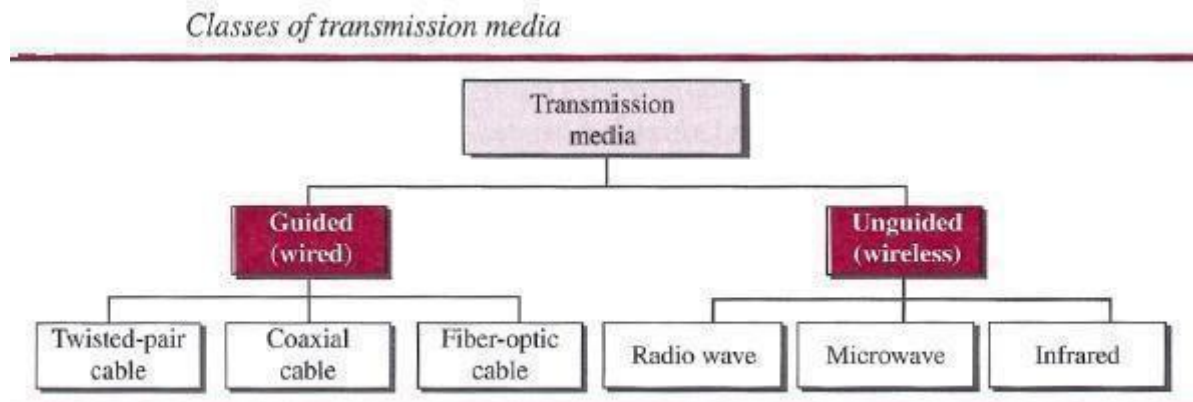 Classes of transmission media
Transmission
media
Guided
(wired)
Unguided
(wireless)
Twisted-pair
cable
Coaxial
cable
Fiber-optic
cable
Radio wave
Microwave
Infrared